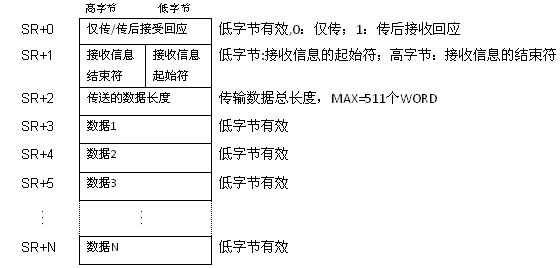 高字节 低字节
SR+0 仅传/传后接受回应 低字节有效,0：仅传；1：传后接收回应
SR+1 接收信息结束符 接收信息起始符 低字节:接收信息的起始符；高字节：接收信息的结束符
SR+2 传送的数据长度 传输数据总长度，MAX=511个WORD
SR+3 数据1 低字节有效
SR+4 数据2 低字节有效
SR+5 数据3 低字节有效
⋮ ⋮
SR+N 数据N 低字节有效